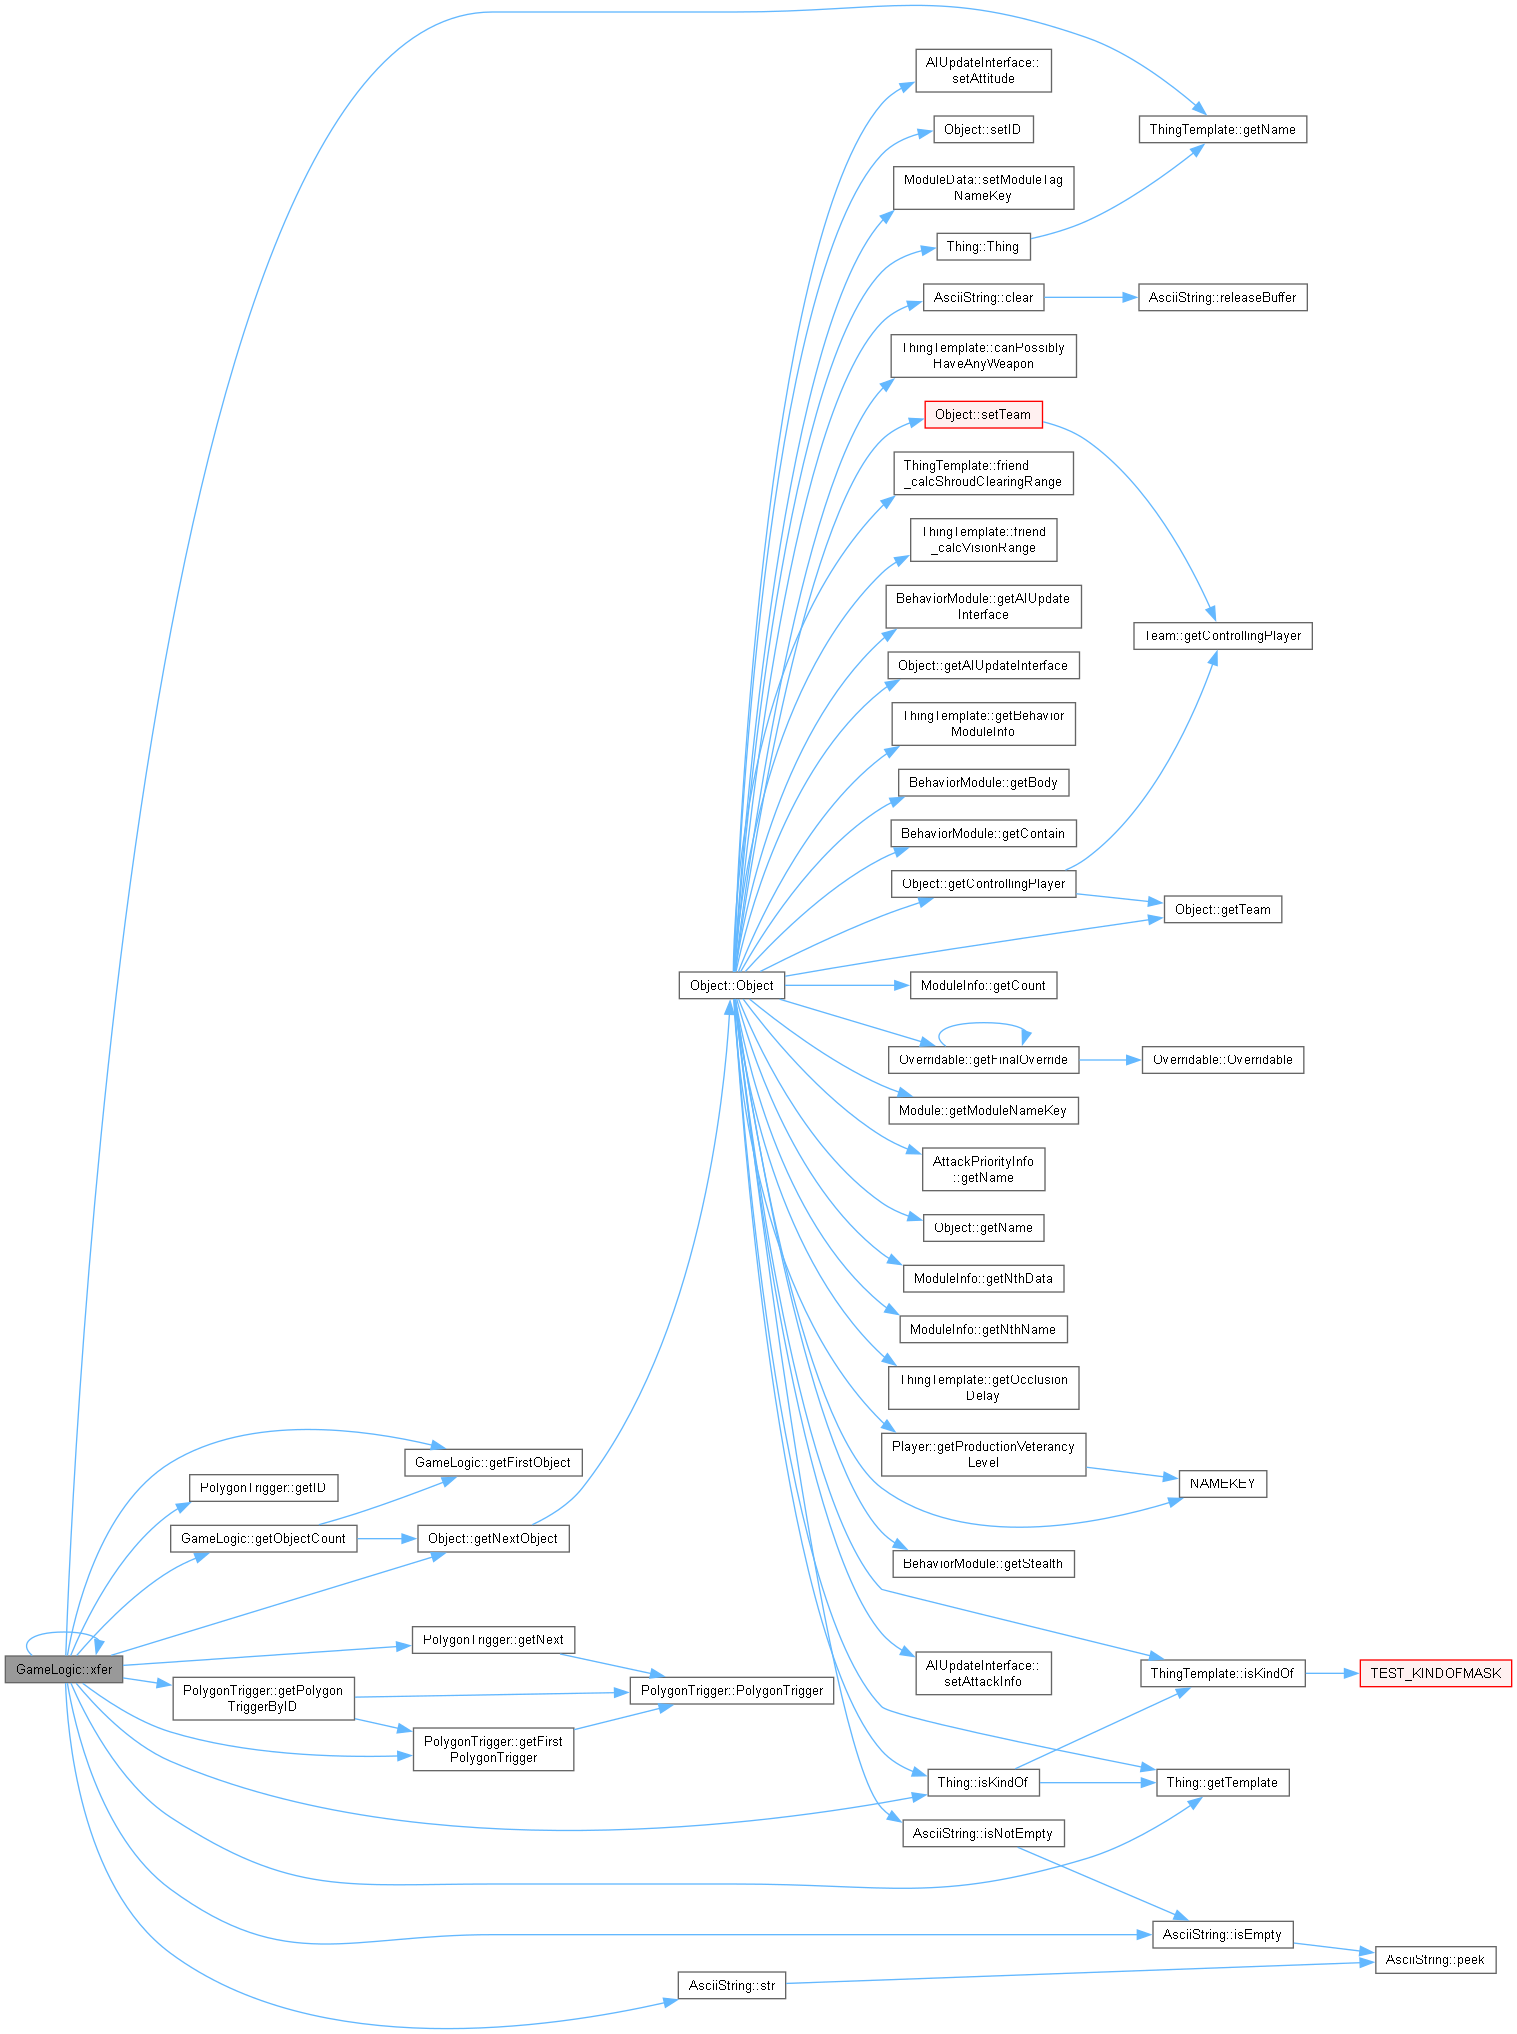 AIUpdateInterface::
setAttitude
Object::setID
ThingTemplate::getName
ModuleData::setModuleTag
NameKey
Thing::Thing
AsciiString::clear
AsciiString::releaseBuffer
ThingTemplate::canPossibly
HaveAnyWeapon
Object::setTeam
ThingTemplate::friend
_calcShroudClearingRange
ThingTemplate::friend
_calcVisionRange
BehaviorModule::getAIUpdate
Interface
Team::getControllingPlayer
Object::getAIUpdateInterface
ThingTemplate::getBehavior
ModuleInfo
BehaviorModule::getBody
BehaviorModule::getContain
Object::getControllingPlayer
Object::getTeam
Object::Object
ModuleInfo::getCount
Overridable::getFinalOverride
Overridable::Overridable
Module::getModuleNameKey
AttackPriorityInfo
::getName
Object::getName
ModuleInfo::getNthData
ModuleInfo::getNthName
ThingTemplate::getOcclusion
Delay
Player::getProductionVeterancy
Level
GameLogic::getFirstObject
PolygonTrigger::getID
NAMEKEY
GameLogic::getObjectCount
Object::getNextObject
BehaviorModule::getStealth
PolygonTrigger::getNext
GameLogic::xfer
AIUpdateInterface::
setAttackInfo
ThingTemplate::isKindOf
TEST_KINDOFMASK
PolygonTrigger::getPolygon
TriggerByID
PolygonTrigger::PolygonTrigger
PolygonTrigger::getFirst
PolygonTrigger
Thing::isKindOf
Thing::getTemplate
AsciiString::isNotEmpty
AsciiString::isEmpty
AsciiString::peek
AsciiString::str